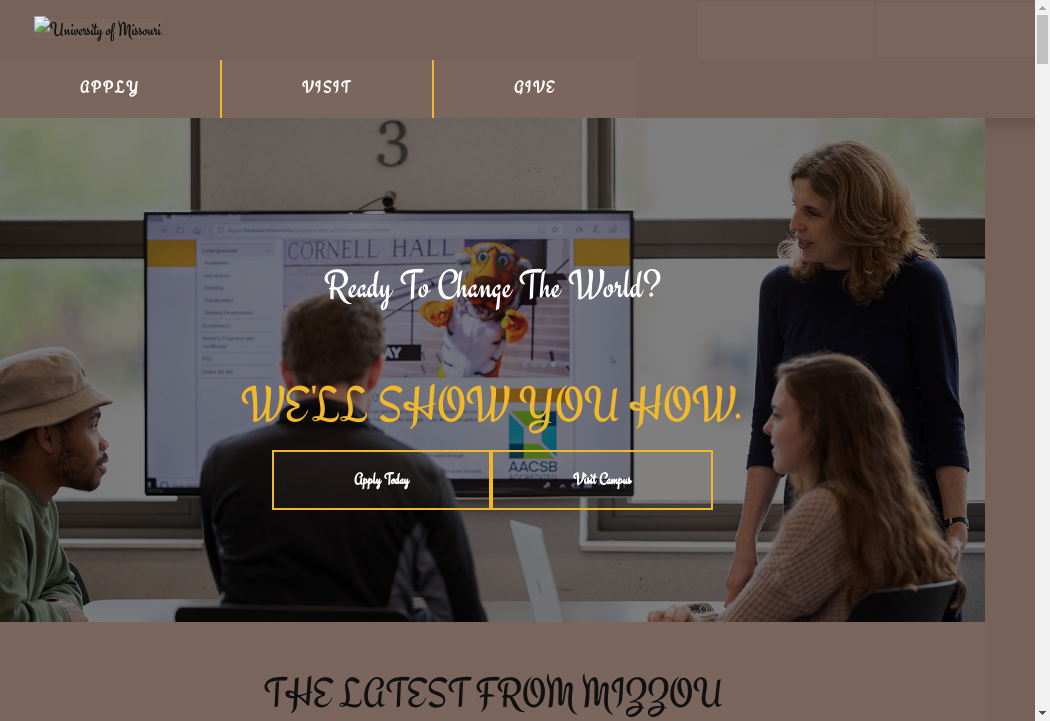 University of Missouri
APPLY
VISIT
GIVE
3
CORNELL HALL
Ready To Change The World?
WE'LL SHOW YOU HOW.
AACSB
ACCREDITED
Apply Today
Visit Campus
THE LATEST FROM MIZZOU